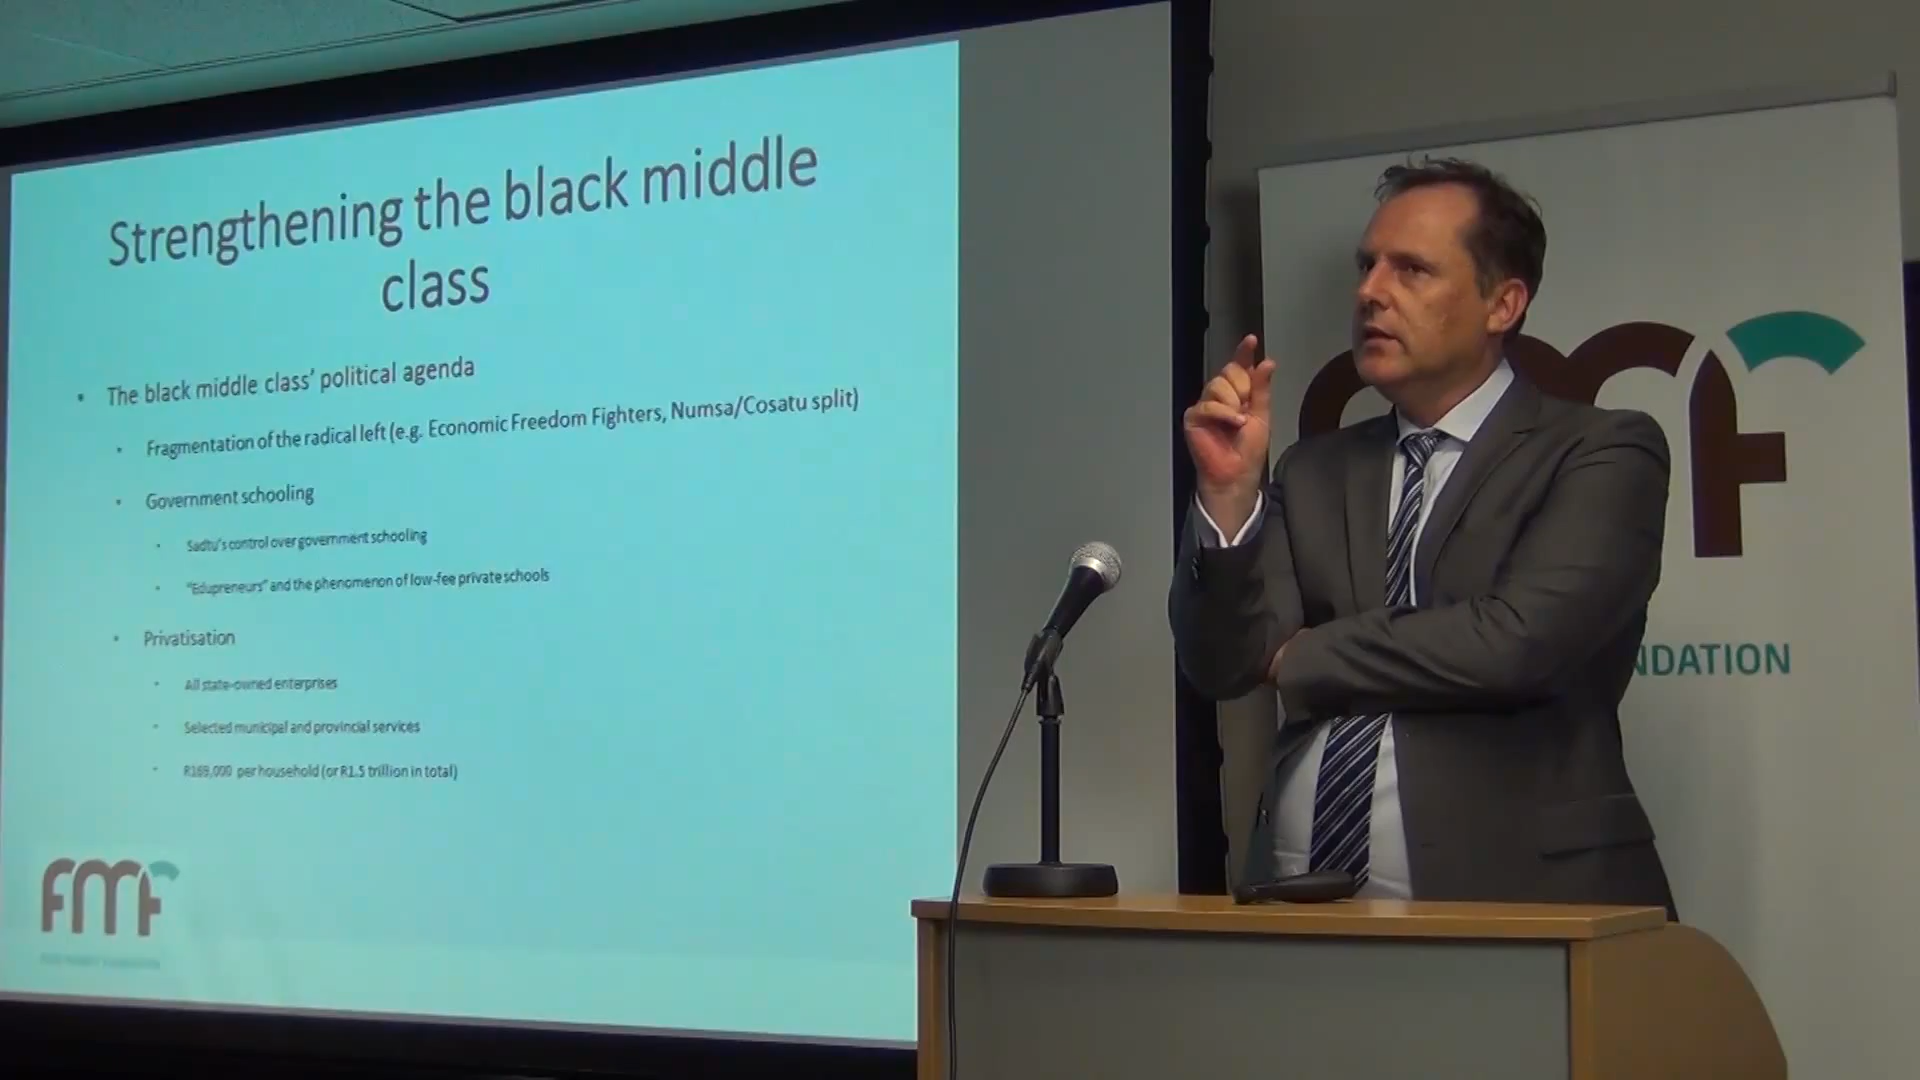 Strengthening the black middle
class
• The black middle class' political agenda
• Fragmentation of the radical left (e.g. Economic Freedom Fighters, Numsa/Cosatu split)
• Government schooling
• Sadtu's control over government schooling
• "Edupreneurs" and the phenomenon of low-fee private schools
• Privatisation
• All state-owned enterprises
• Selected municipal and provincial services
• R169,000 per household (or R1.5 trillion in total)
FMF
FMF
NDATION